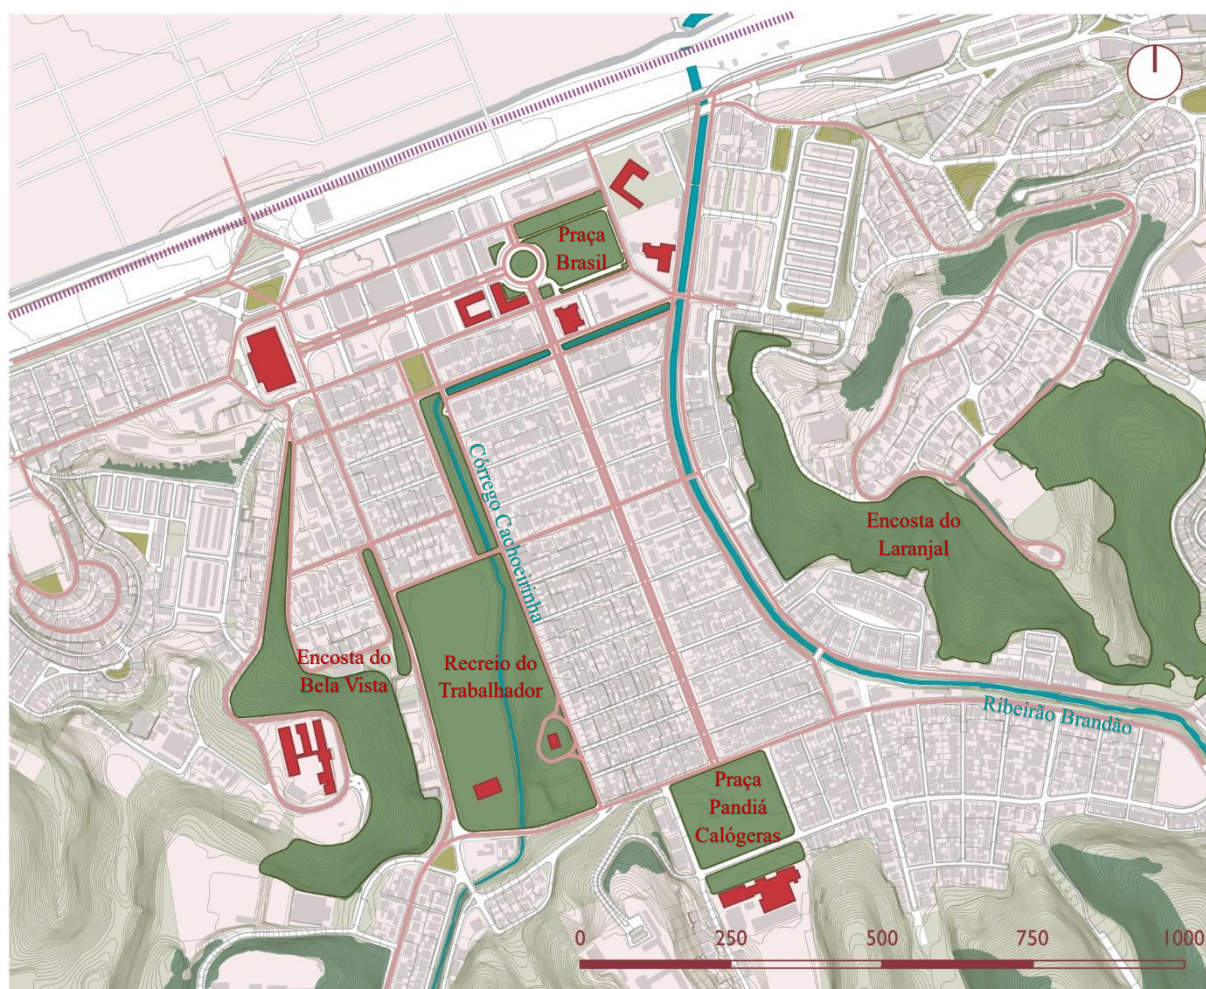 Praça
Brasil
Córrego Cachoeirinha
Encosta do
Laranjal
Encosta do
Bela Vista
Recreio do
Trabalhador
Ribeirão Brandão
Praça
Pandiá
Calógeras
0 250 500 750 1000